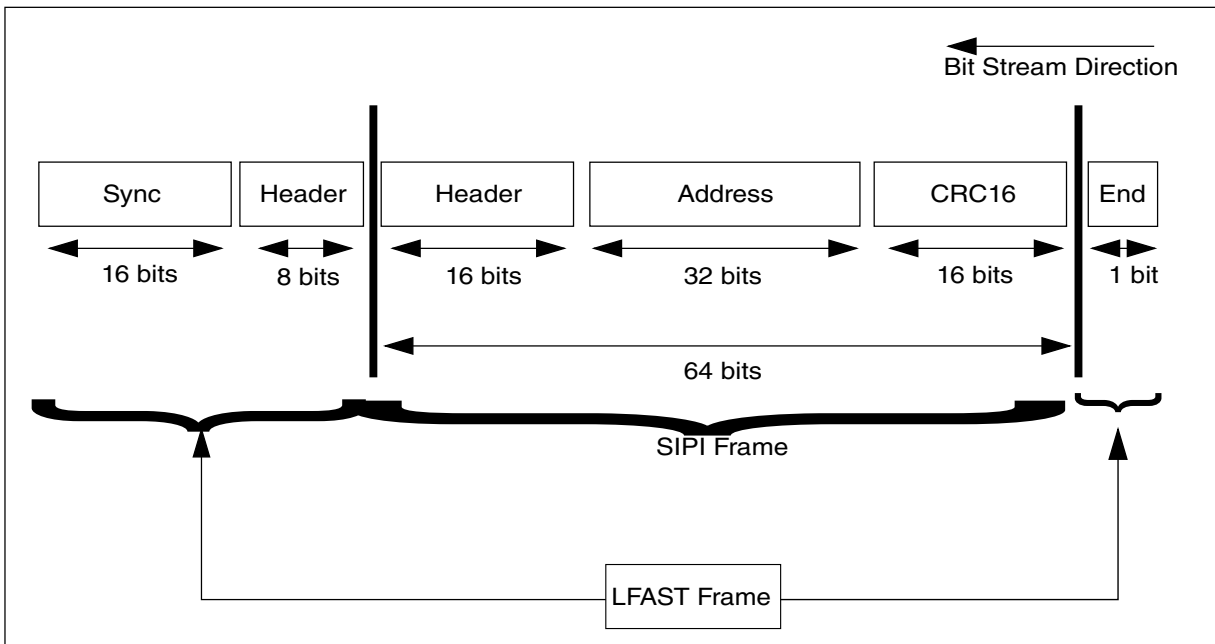 Bit Stream Direction
Sync
Header
Header
Address
CRC16
End
16 bits
8 bits
16 bits
32 bits
16 bits
1 bit
64 bits
SIPI Frame
LFAST Frame